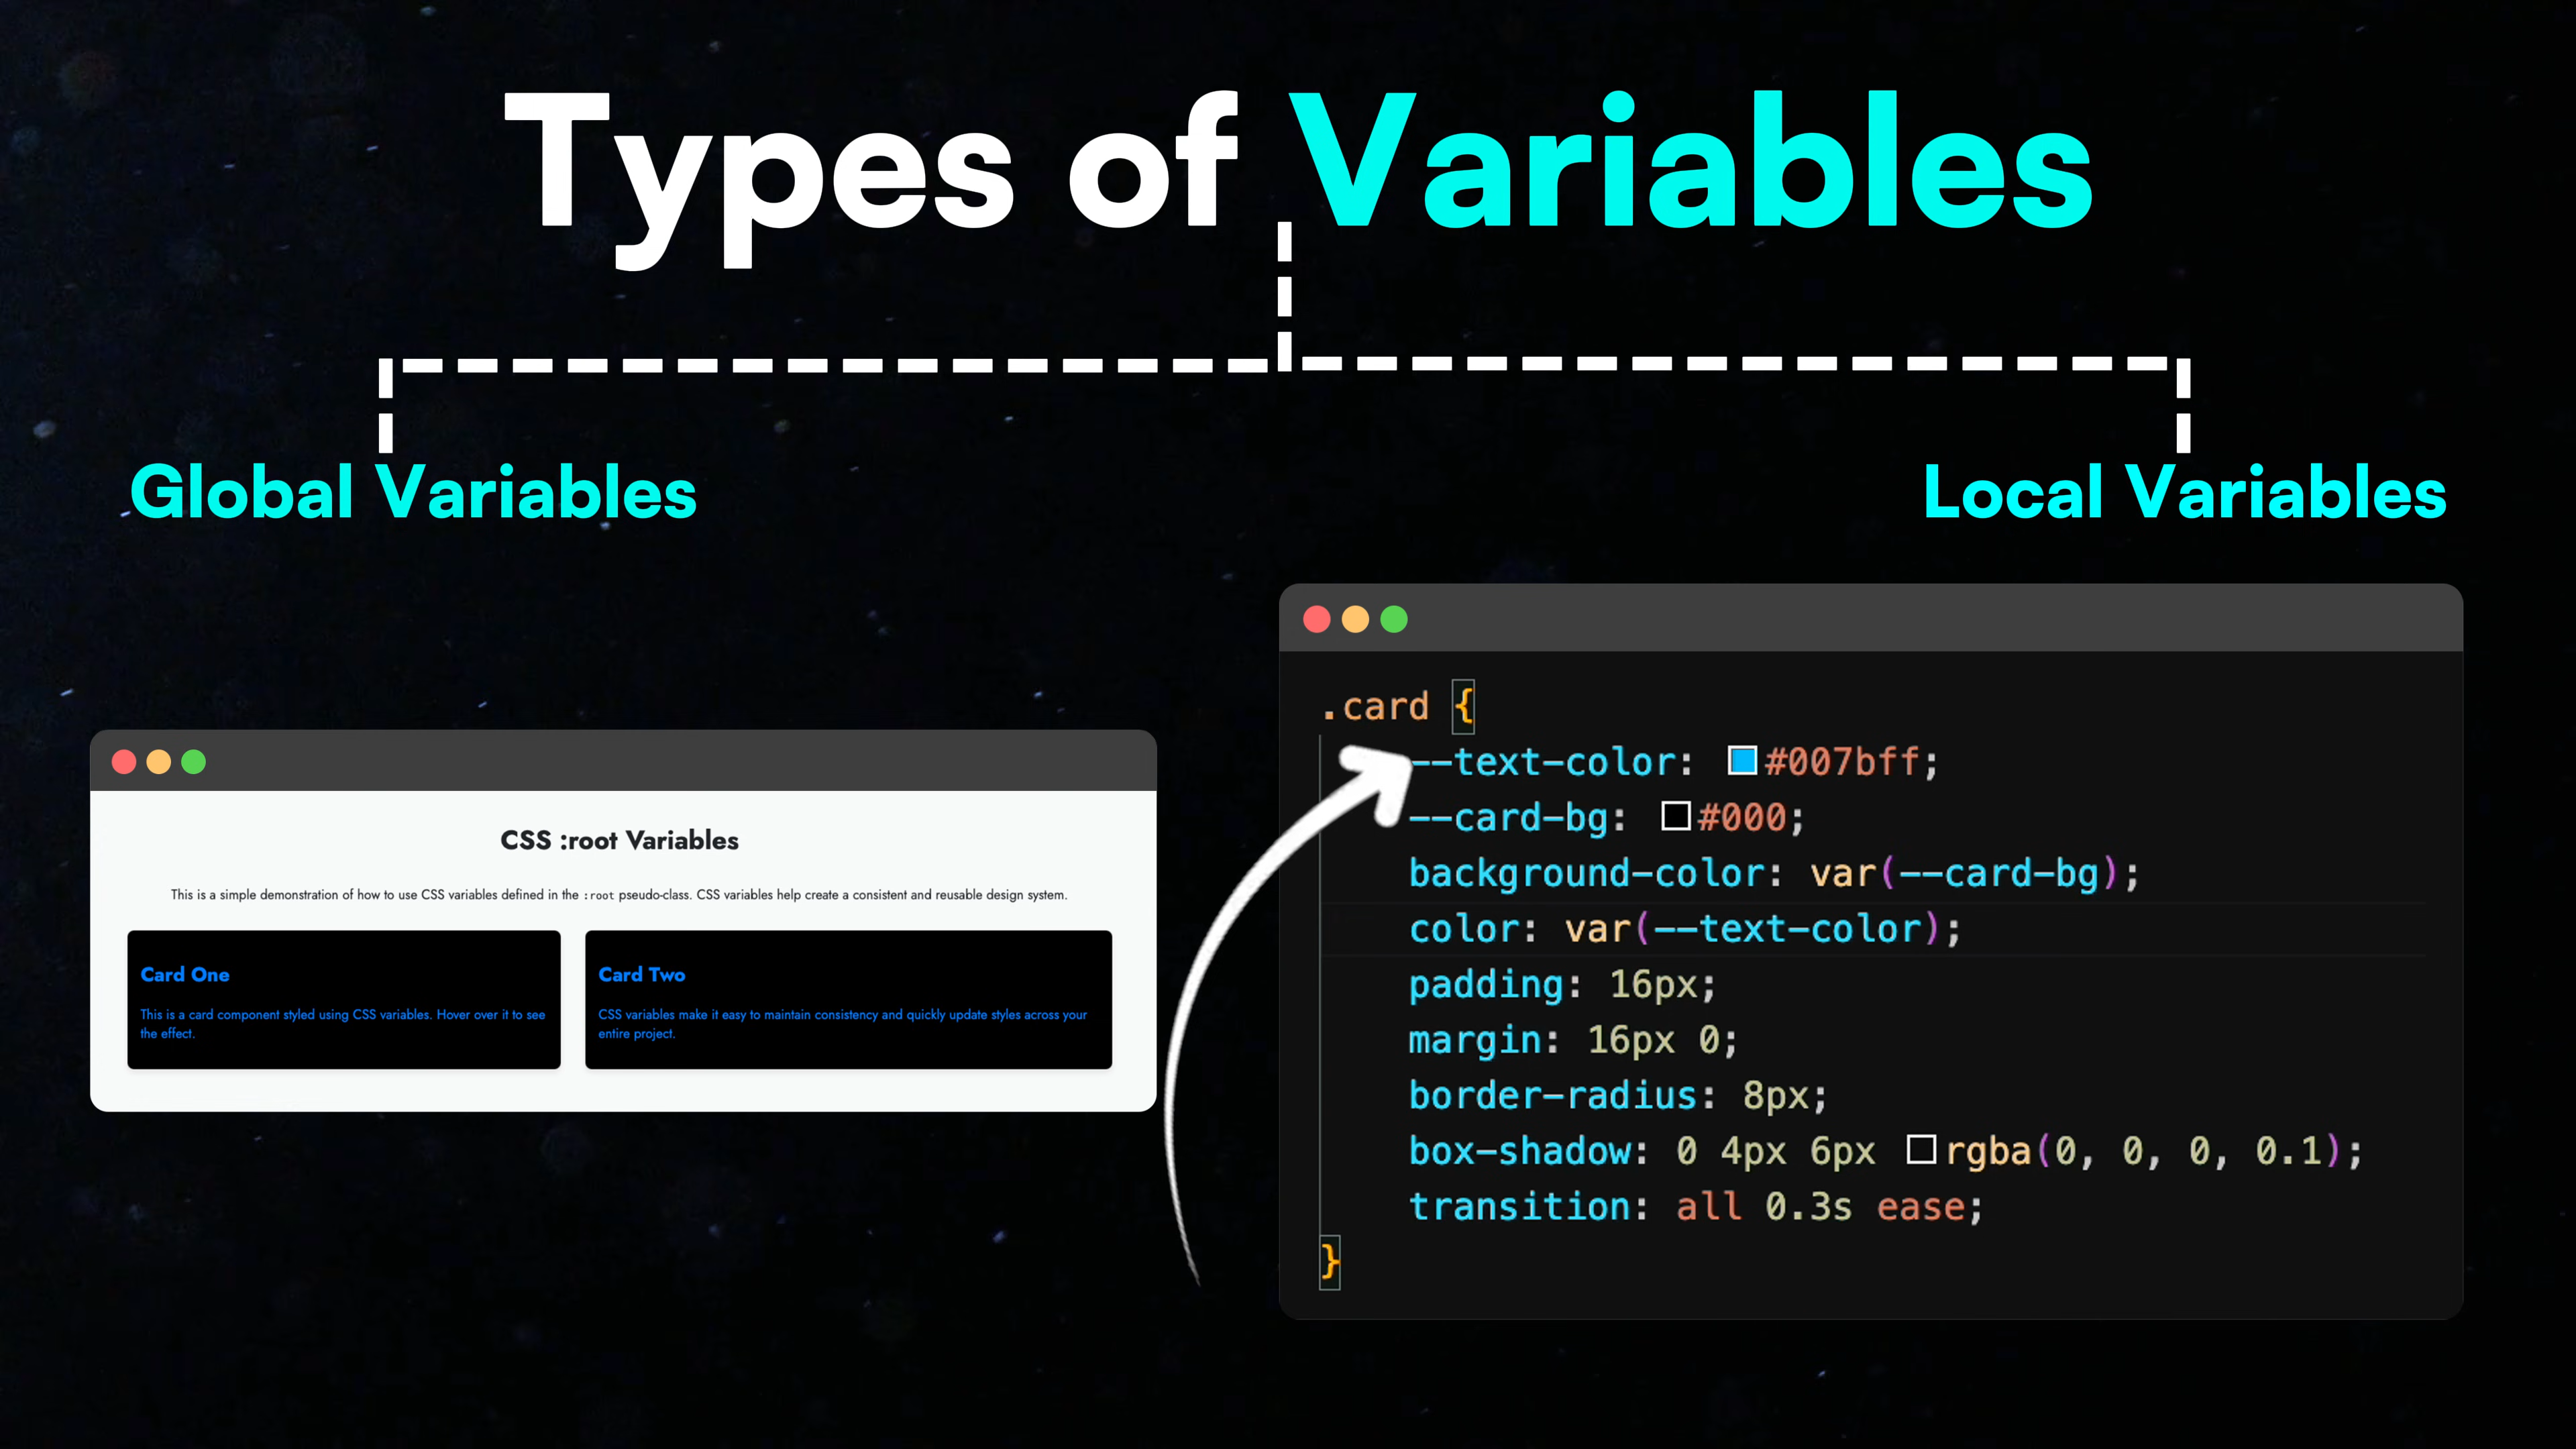 Types of Variables
Global Variables
Local Variables
CSS :root Variables
This is a simple demonstration of how to use CSS variables defined in the :root pseudo-class. CSS variables help create a consistent and reusable design system.
Card One
This is a card component styled using CSS variables. Hover over it to see
the effect.
Card Two
CSS variables make it easy to maintain consistency and quickly update styles across your
entire project.
.card {
--text-color: #007bff;
--card-bg: #000;
background-color: var(--card-bg);
color: var(--text-color);
padding: 16px;
margin: 16px 0;
border-radius: 8px;
box-shadow: 0 4px 6px rgba(0, 0, 0, 0.1);
transition: all 0.3s ease;
}